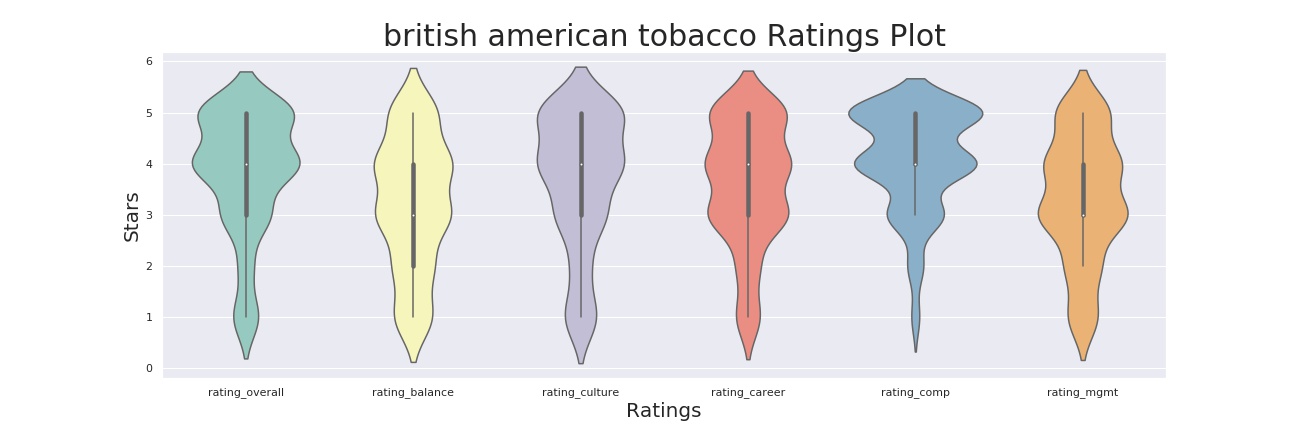 british american tobacco Ratings Plot
6
5
4
3
2
1
0
Stars
rating_overall rating_balance rating_culture rating_career rating_comp rating_mgmt
Ratings